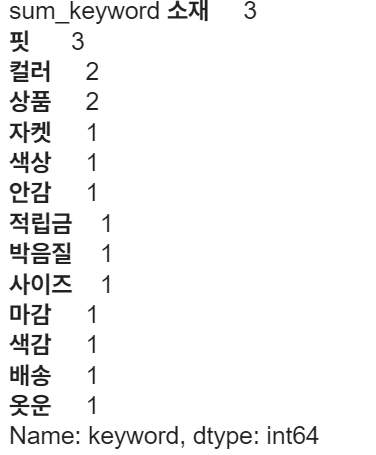 sum_keyword 소재 3
핏 3
컬러 2
상품 2
자켓 1
색상 1
안감 1
적립금 1
박음질 1
사이즈 1
마감 1
색감 1
배송 1
옷운 1
Name: keyword, dtype: int64